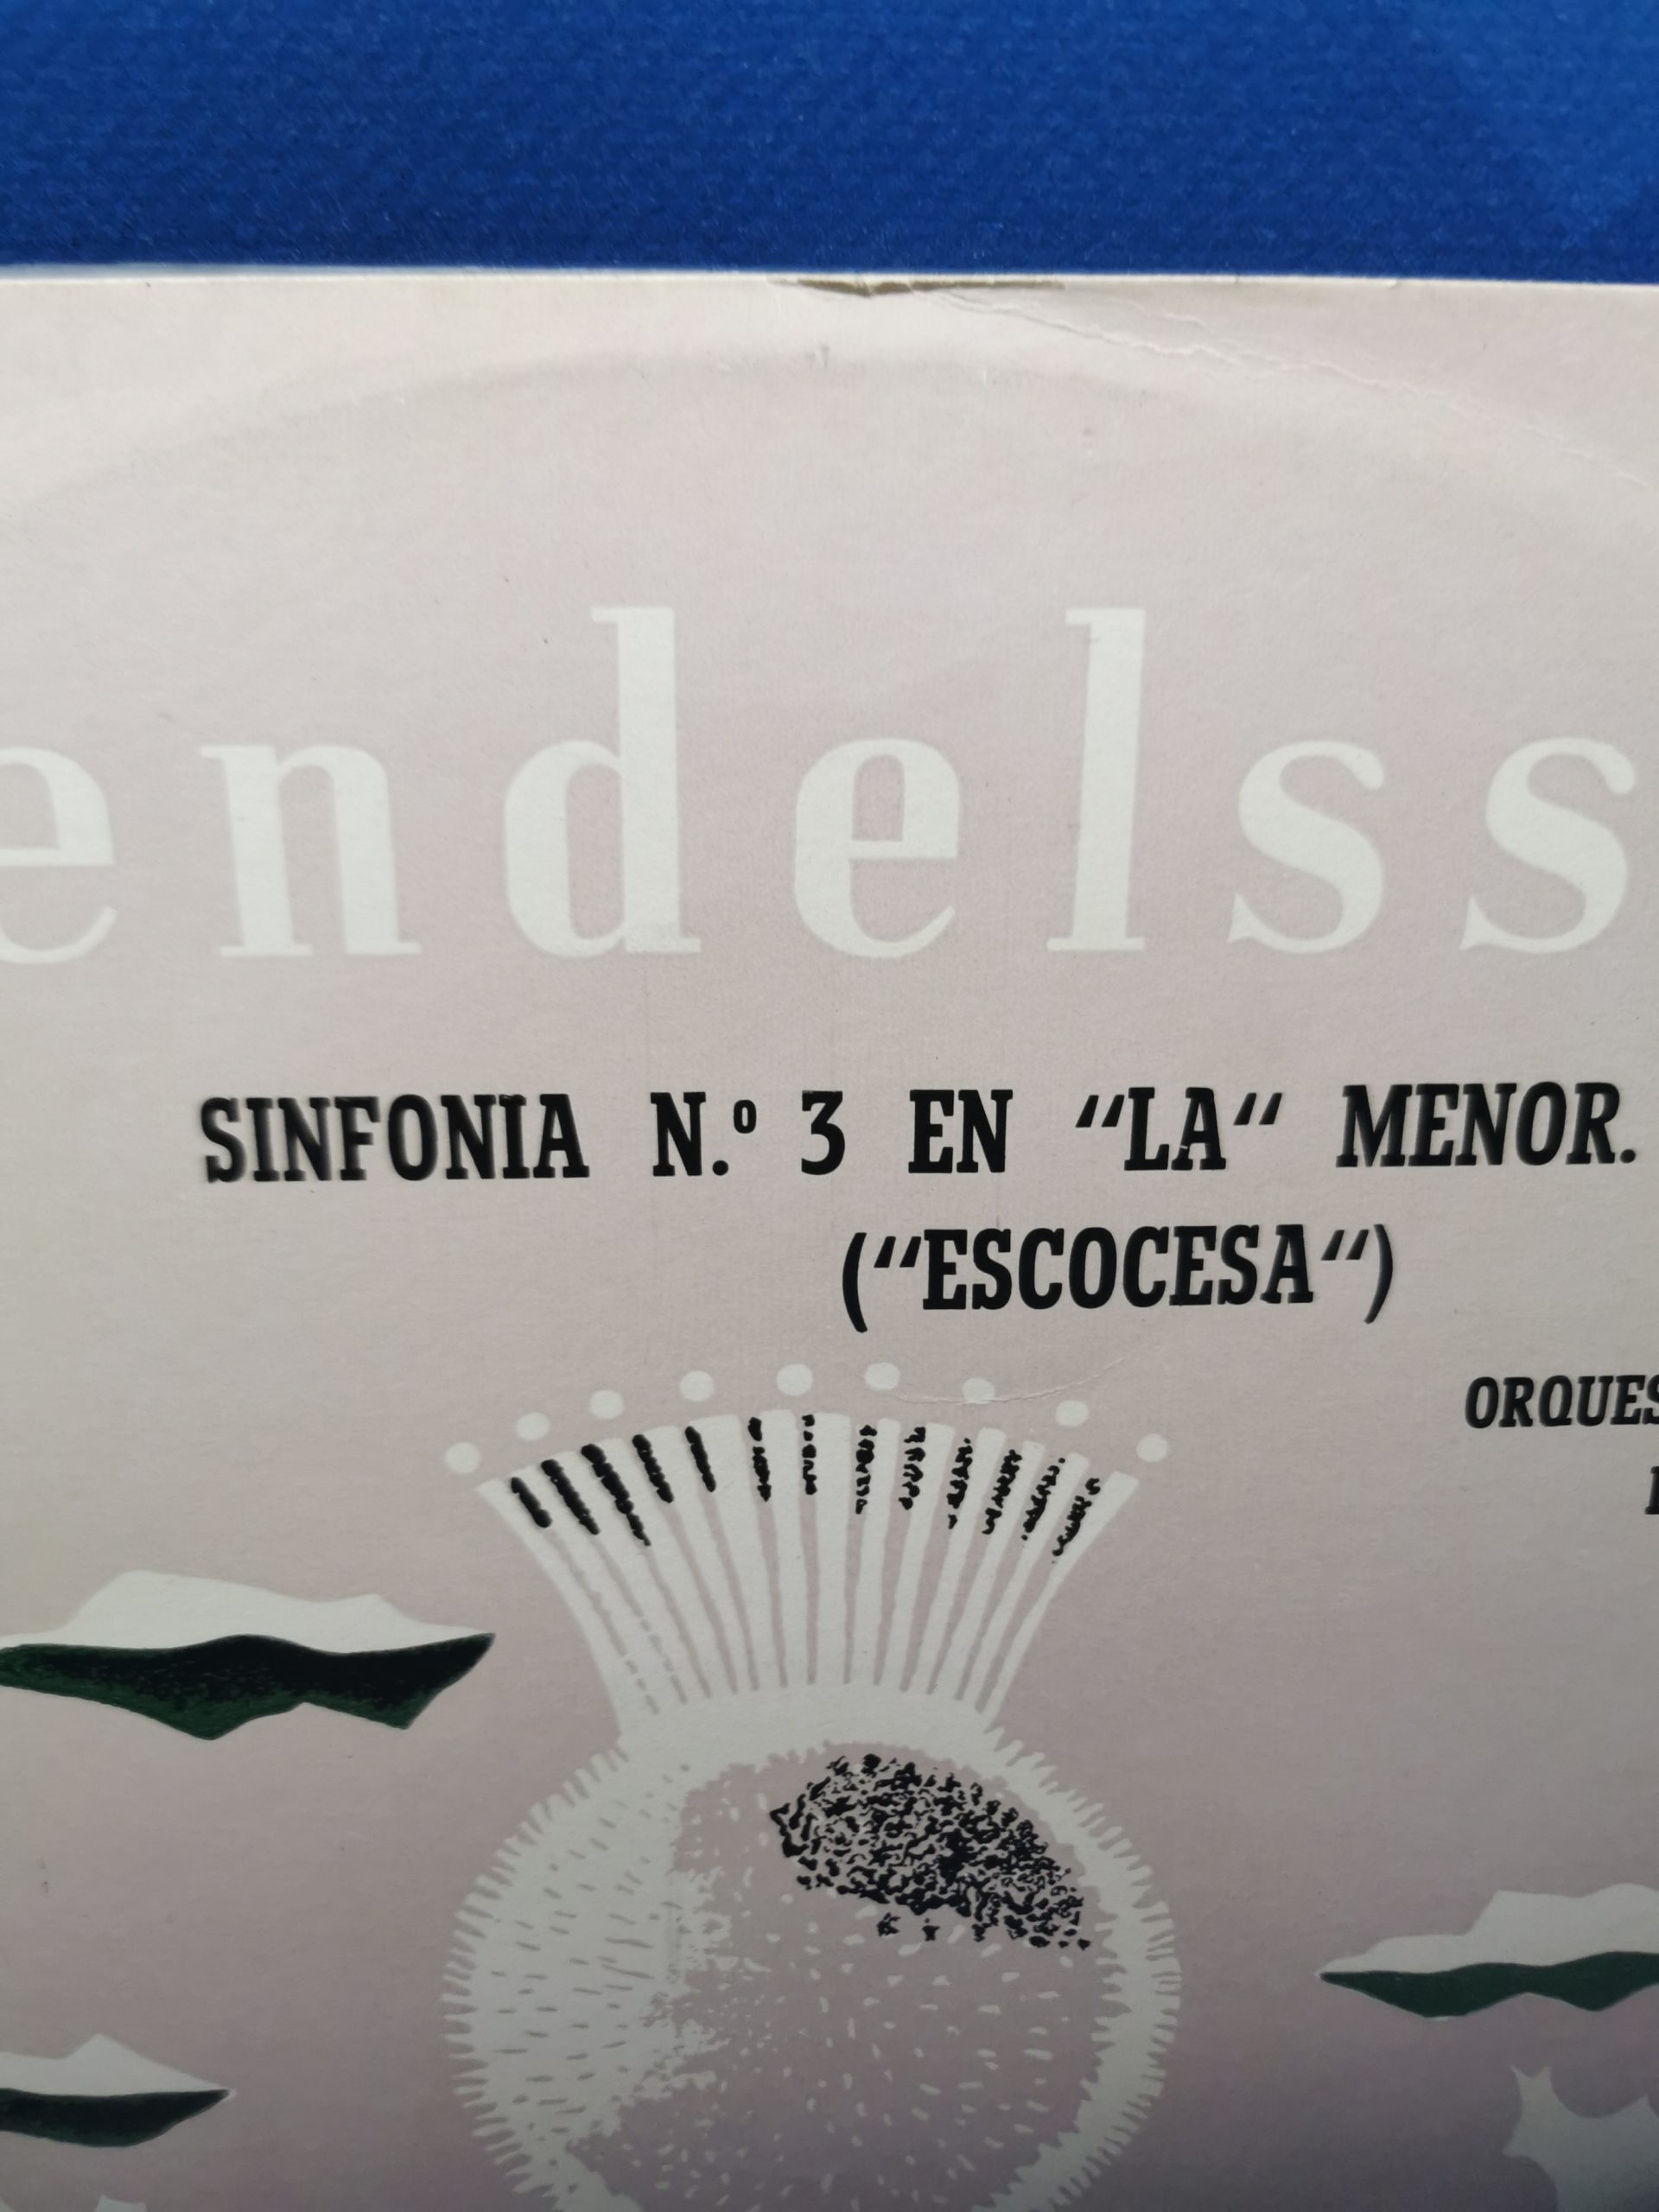 endelss
SINFONIA N.º 3 EN “LA“ MENOR.
(“ESCOCESA“)
ORQUES